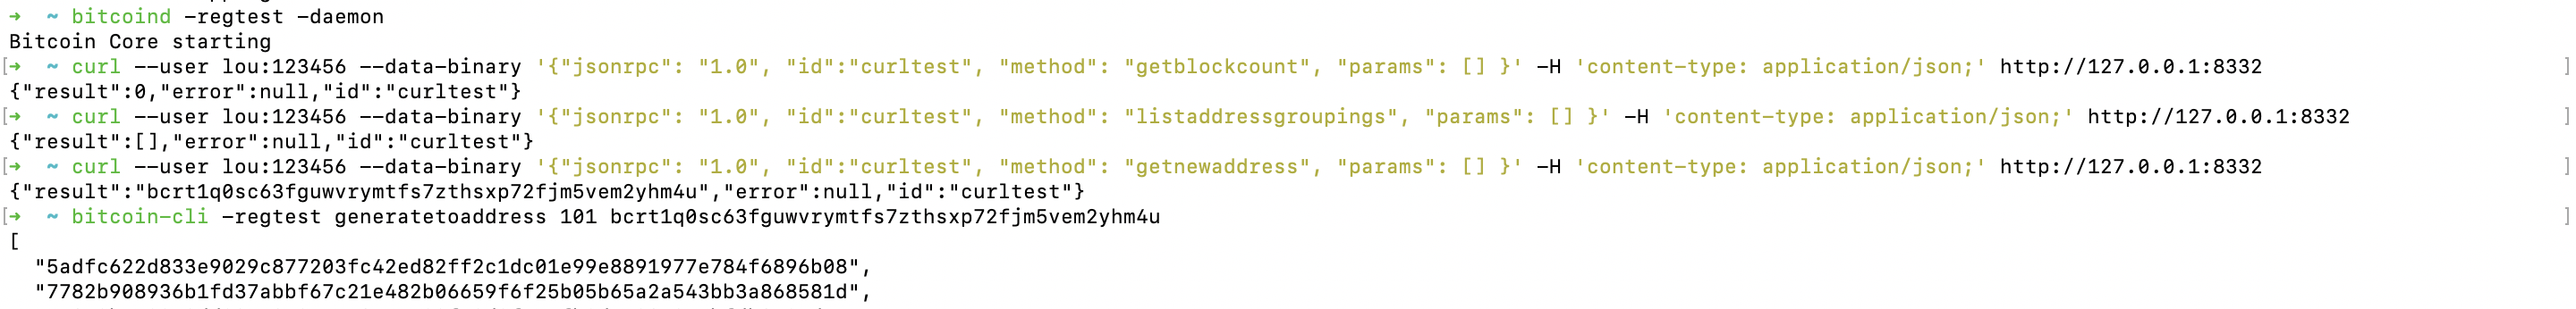 ➜  ~ bitcoind -regtest -daemon
Bitcoin Core starting
[➜  ~ curl --user lou:123456 --data-binary '{"jsonrpc": "1.0", "id":"curltest", "method": "getblockcount", "params": [] }' -H 'content-type: application/json;' http://127.0.0.1:8332 ]
{"result":0,"error":null,"id":"curltest"}
[➜  ~ curl --user lou:123456 --data-binary '{"jsonrpc": "1.0", "id":"curltest", "method": "listaddressgroupings", "params": [] }' -H 'content-type: application/json;' http://127.0.0.1:8332 ]
{"result":[],"error":null,"id":"curltest"}
[➜  ~ curl --user lou:123456 --data-binary '{"jsonrpc": "1.0", "id":"curltest", "method": "getnewaddress", "params": [] }' -H 'content-type: application/json;' http://127.0.0.1:8332 ]
{"result":"bcrt1q0sc63fguwvrymtfs7zthsxp72fjm5vem2yhm4u","error":null,"id":"curltest"}
[➜  ~ bitcoin-cli -regtest generatetoaddress 101 bcrt1q0sc63fguwvrymtfs7zthsxp72fjm5vem2yhm4u ]
[
  "5adfc622d833e9029c877203fc42ed82ff2c1dc01e99e8891977e784f6896b08",
  "7782b908936b1fd37abbf67c21e482b06659f6f25b05b65a2a543bb3a868581d",